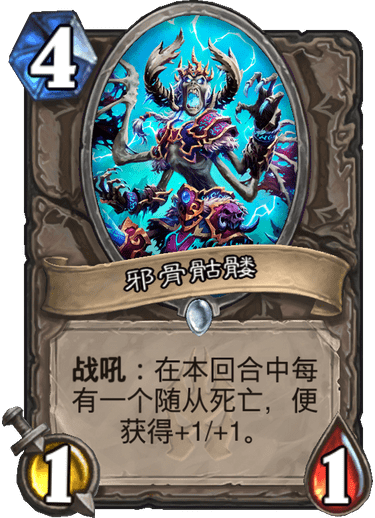 4
邪骨骷髅
战吼：在本回合中每
有一个随从死亡，便
获得+1/+1。
1
1